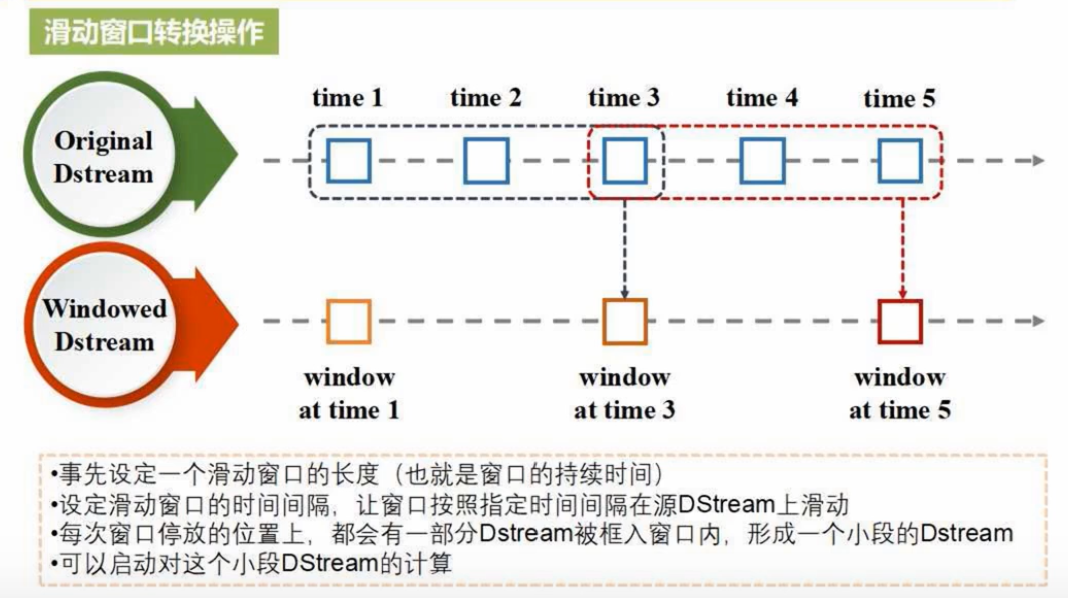 滑动窗口转换操作
time 1 time 2 time 3 time 4 time 5
Original
Dstream
Windowed
Dstream
window
at time 1
window
at time 3
window
at time 5
•事先设定一个滑动窗口的长度（也就是窗口的持续时间）
•设定滑动窗口的时间间隔，让窗口按照指定时间间隔在源DStream上滑动
•每次窗口停放的位置上，都会有一部分Dstream被框入窗口内，形成一个小段的Dstream
•可以启动对这个小段DStream的计算